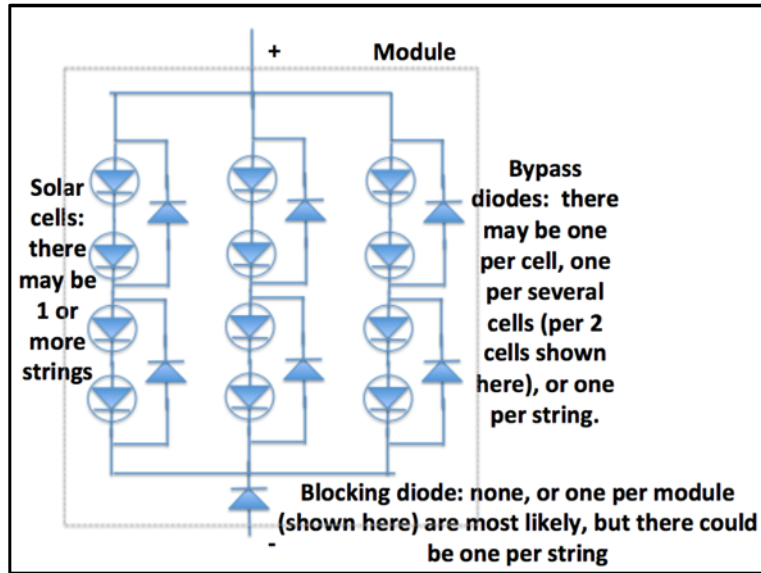 +
Module
Solar
cells:
there
may be
1 or
more
strings
Bypass
diodes:  there
may be one
per cell, one
per several
cells (per 2
cells shown
here), or one
per string.
Blocking diode: none, or one per module
(shown here) are most likely, but there could
be one per string
-